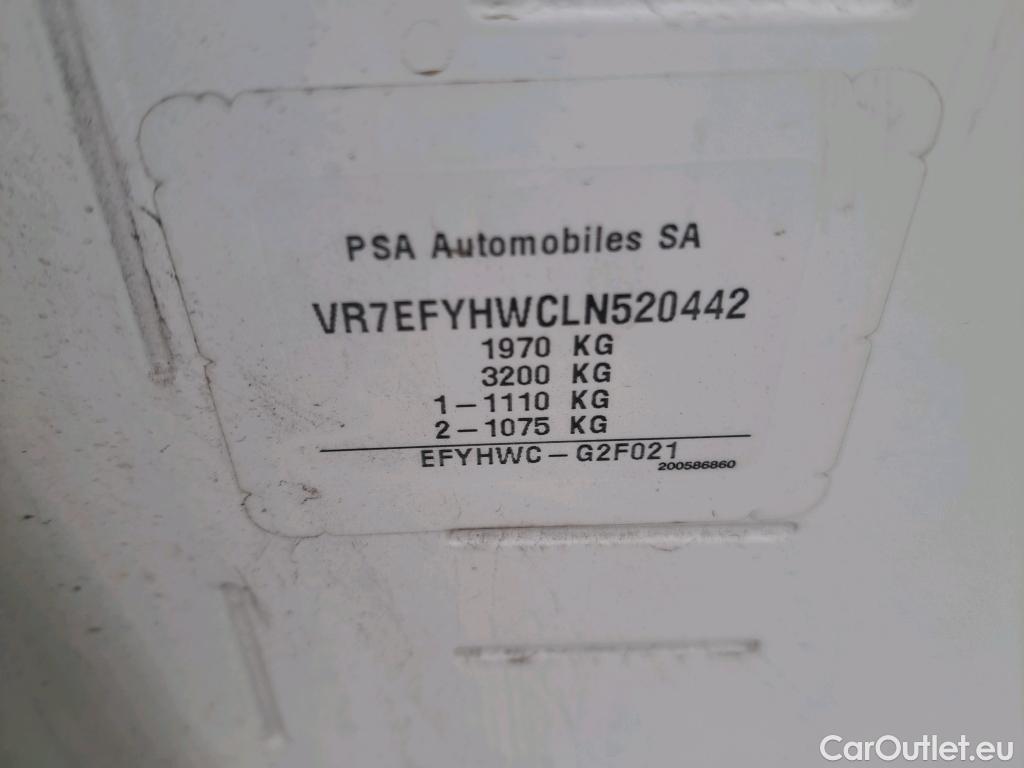 PSA Automobiles SA
VR7EFYHWCLN520442
1970 KG
3200 KG
1-1110 KG
2-1075 KG
EFYHWC-G2F021
200586860
CarOutlet.eu